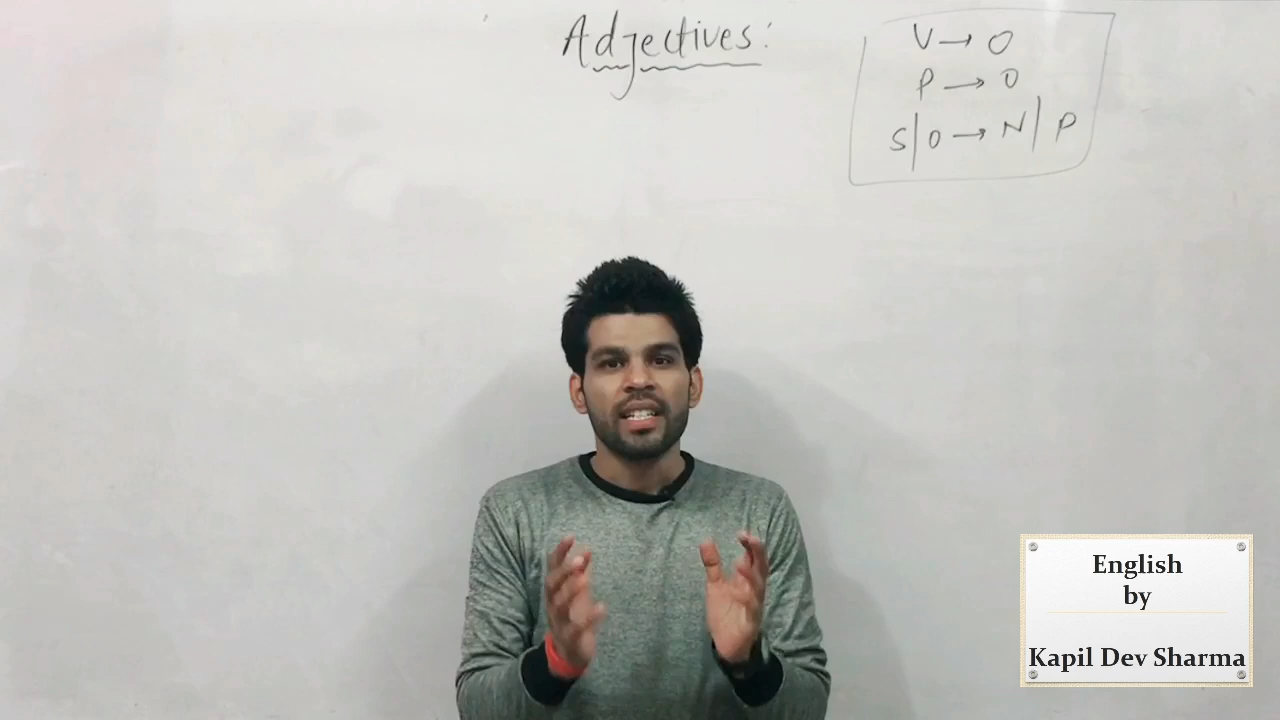 Adjectives:
V → O
P → O
S|O → N|P
English
by
Kapil Dev Sharma